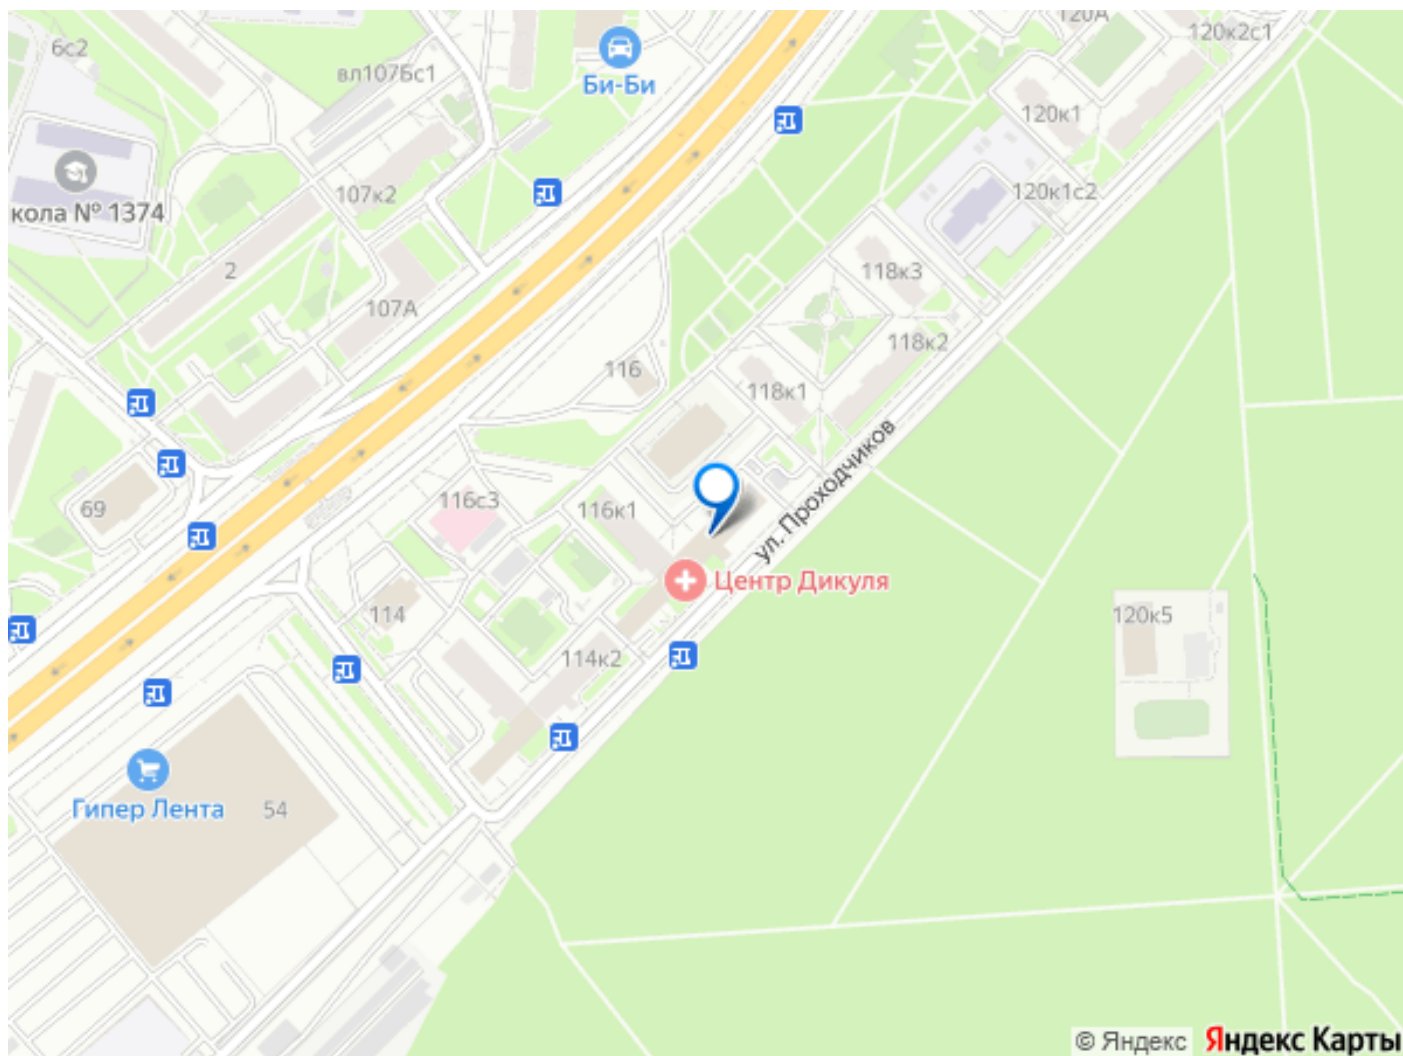 120А
120к2с1
6с2
вл107Бс1
Би-Би
120к1
кола № 1374
107к2
120к1с2
2
118к3
107А
118к2
116
118к1
ул. Проходчиков
116с3
116к1
69
Центр Дикуля
114
120к5
114к2
Гипер Лента
54
© Яндекс Яндекс Карты